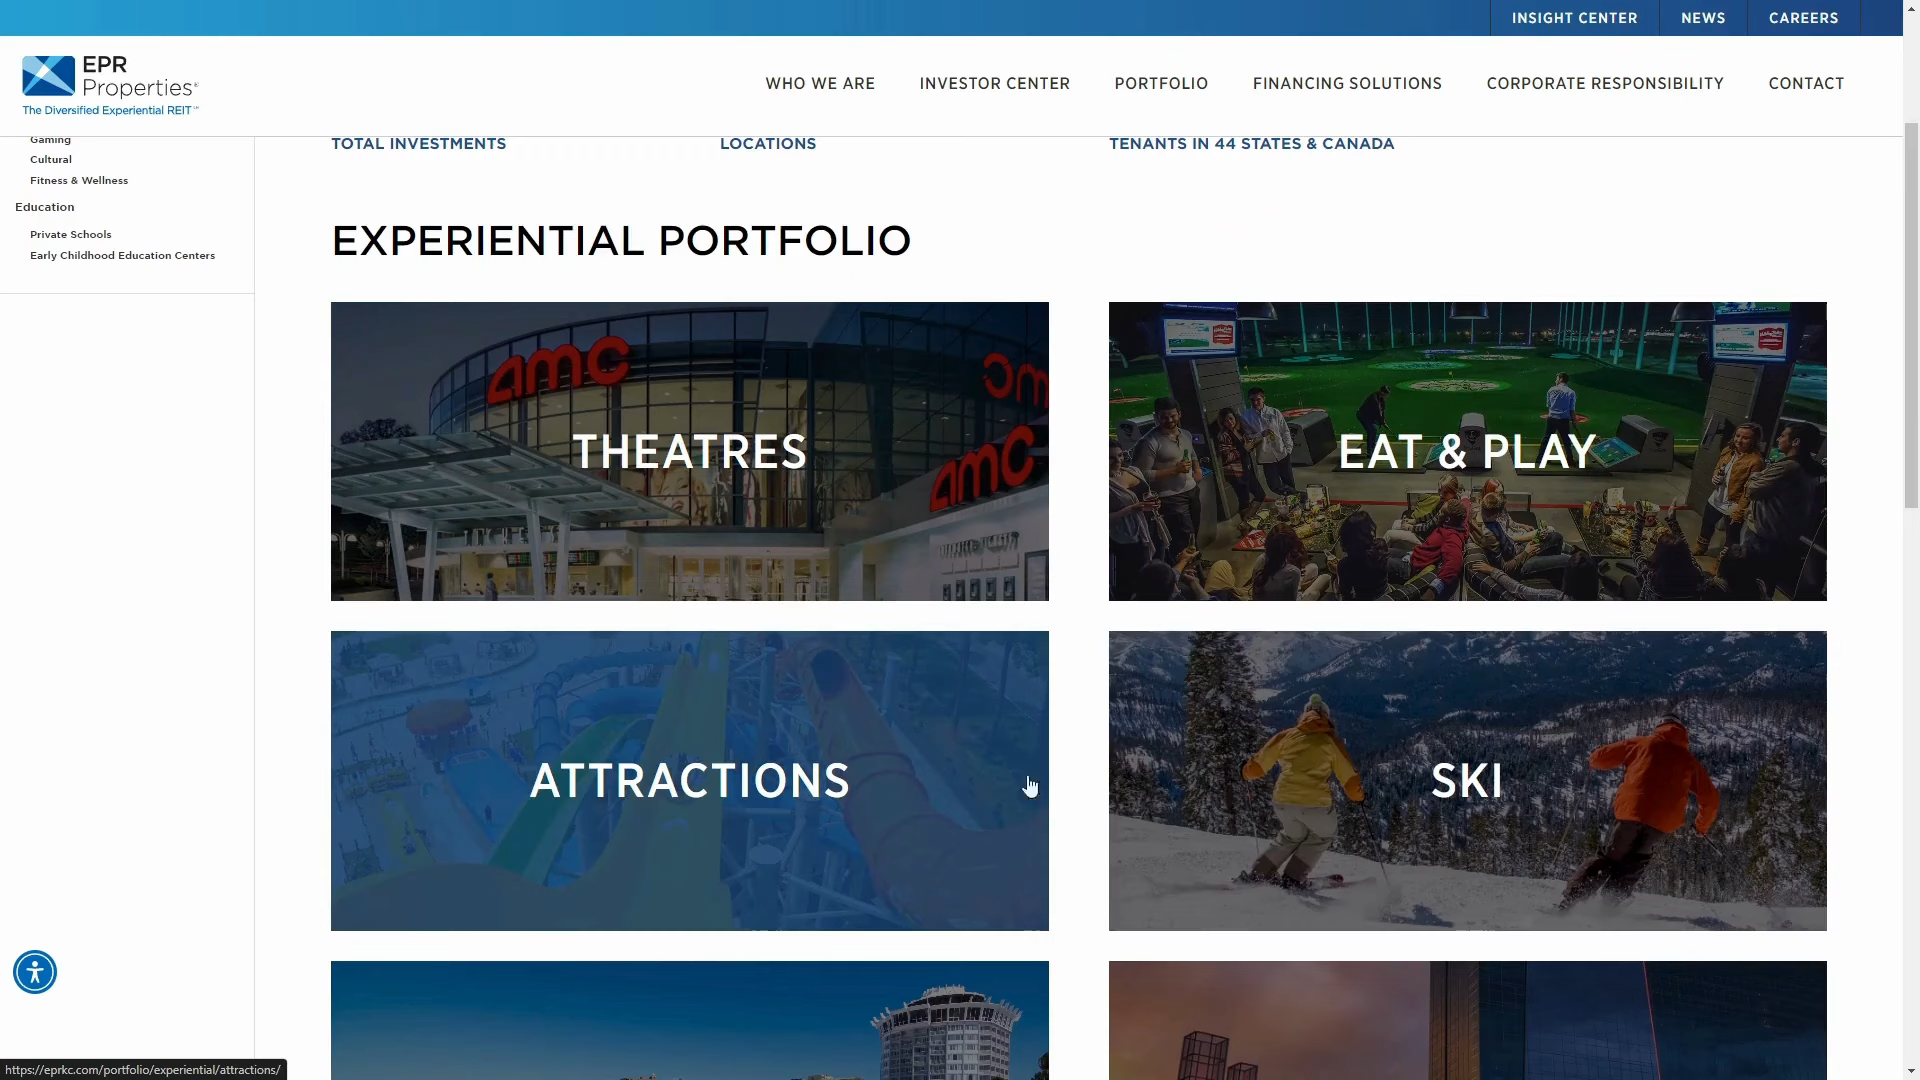 INSIGHT CENTER
NEWS
CAREERS
EPR
Properties
The Diversified Experiential REIT
WHO WE ARE
INVESTOR CENTER
PORTFOLIO
FINANCING SOLUTIONS
CORPORATE RESPONSIBILITY
CONTACT
Gaming
Cultural
Fitness & Wellness
Education
Private Schools
Early Childhood Education Centers
TOTAL INVESTMENTS
LOCATIONS
TENANTS IN 44 STATES & CANADA
EXPERIENTIAL PORTFOLIO
amc
amc
THEATRES
EAT & PLAY
ATTRACTIONS
SKI
https://eprkc.com/portfolio/experiential/attractions/